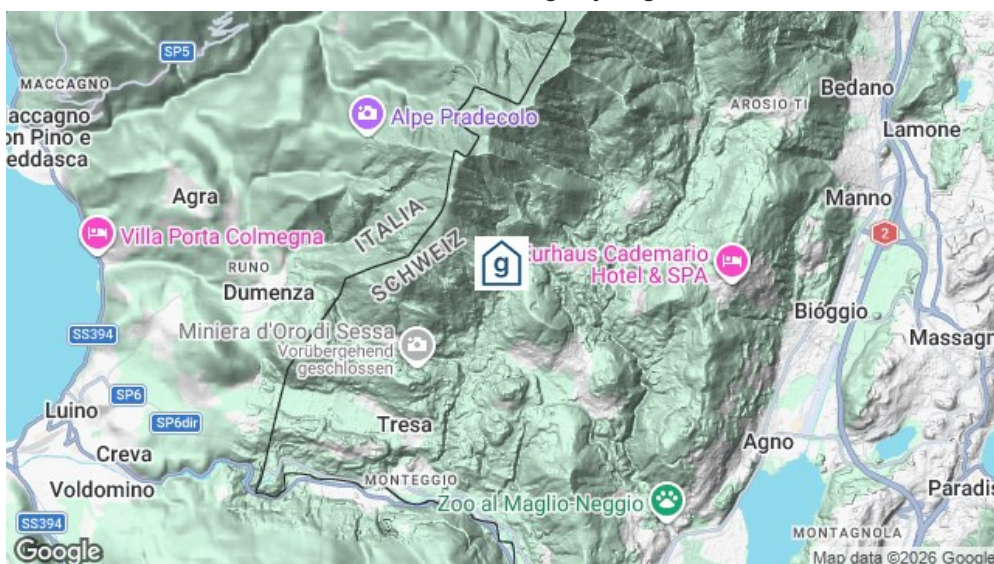 SP5
MACCAGNO
accagno
on Pino e
eddasca
Alpe Pradecolo
Bedano
AROSIO TI
Lamone
Agra
Manno
ITALIA
2
Villa Porta Colmegna
SCHWEIZ
g
urhaus Cademario
Hotel & SPA
RUNO
Dumenza
Bióggio
SS394
Miniera d'Oro di Sessa
Vorübergehend
geschlossen
Massagn
SP6
Luino
SP6dir
Tresa
Creva
Agno
Voldomino
MONTEGGIO
Paradis
Zoo al Maglio-Neggio
SS394
MONTAGNOLA
Google
Map data ©2026 Google